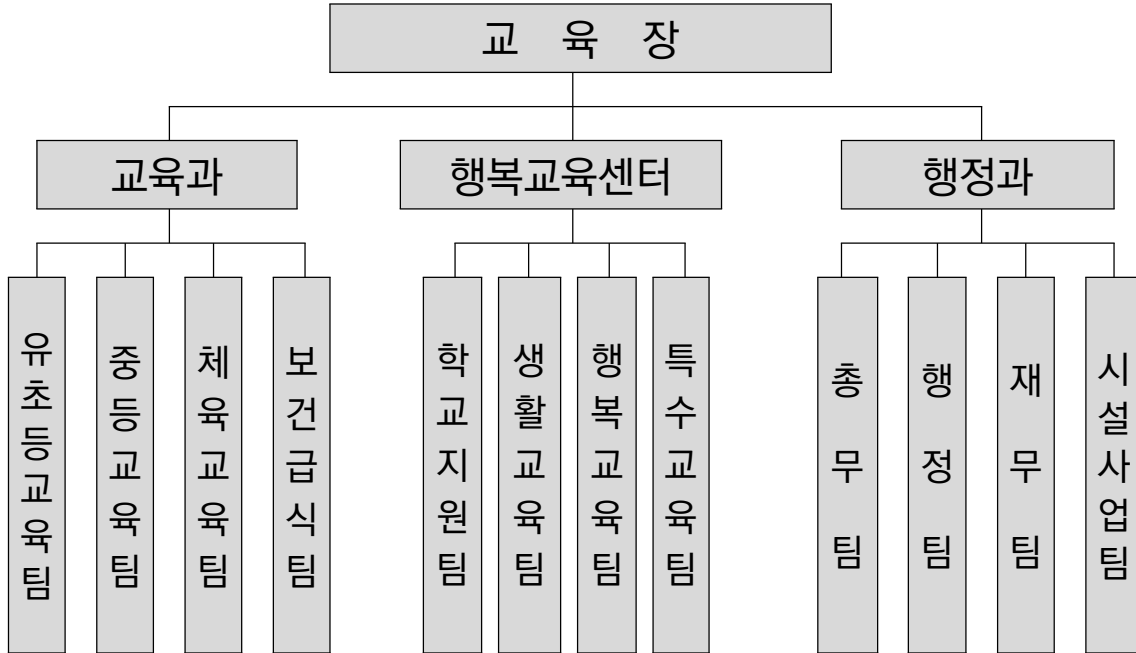 교 육 장
교육과
행복교육센터
행정과
유초등교육팀
중등교육팀
체육교육팀
보건급식팀
학교지원팀
생활교육팀
행복교육팀
특수교육팀
총무팀
행정팀
재무팀
시설사업팀